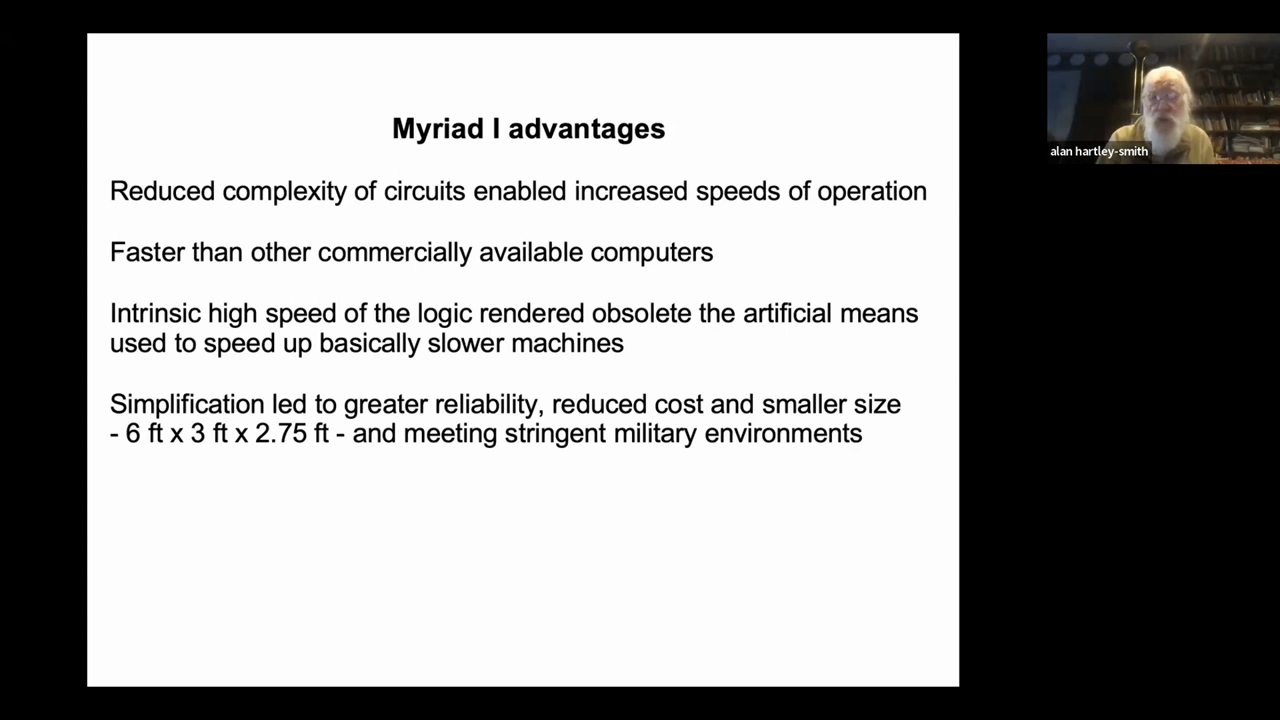 Myriad I advantages
Reduced complexity of circuits enabled increased speeds of operation
Faster than other commercially available computers
Intrinsic high speed of the logic rendered obsolete the artificial means
used to speed up basically slower machines
Simplification led to greater reliability, reduced cost and smaller size
- 6 ft x 3 ft x 2.75 ft - and meeting stringent military environments
alan hartley-smith